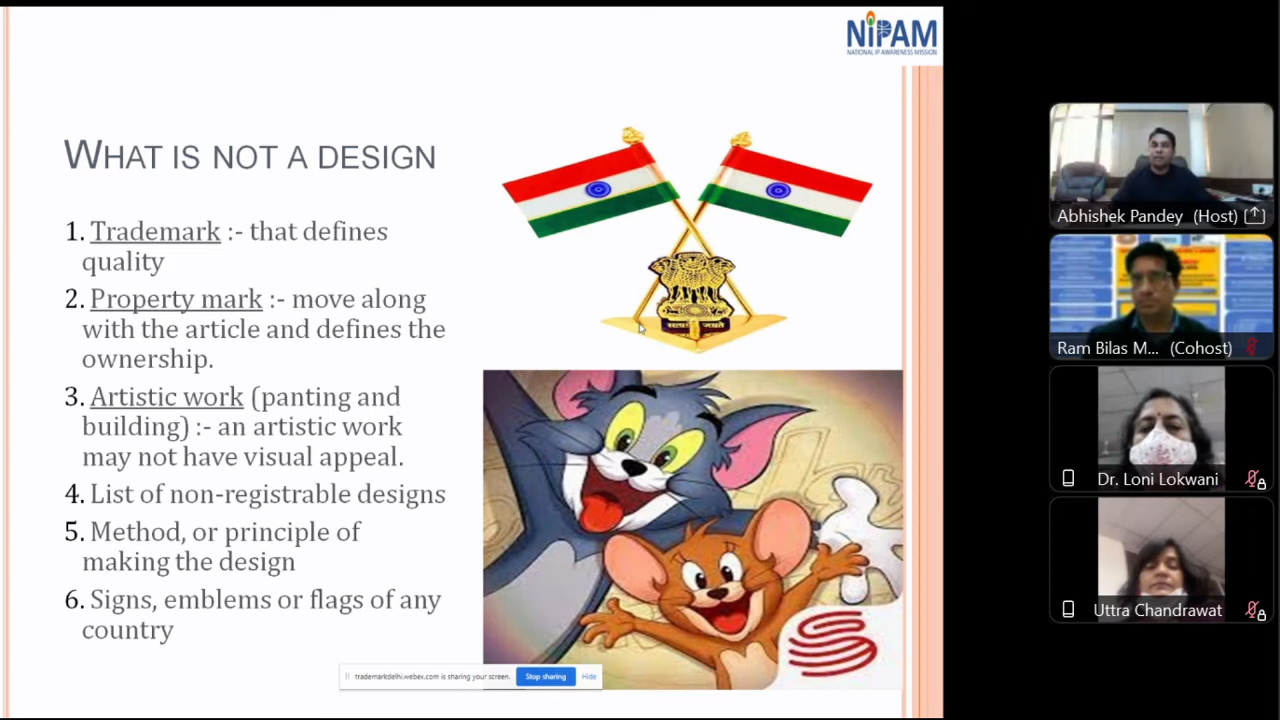 NiPAM
NATIONAL IP AWARENESS MISSION
WHAT IS NOT A DESIGN
1. Trademark :- that defines
quality
2. Property mark :- move along
with the article and defines the
ownership.
3. Artistic work (panting and
building) :- an artistic work
may not have visual appeal.
4. List of non-registrable designs
5. Method, or principle of
making the design
6. Signs, emblems or flags of any
country
सत्यमेव जयते
trademarkdelhi.webex.com is sharing your screen.
Stop sharing
Hide
Abhishek Pandey (Host)
Ram Bilas M... (Cohost)
Dr. Loni Lokwani
Uttra Chandrawat